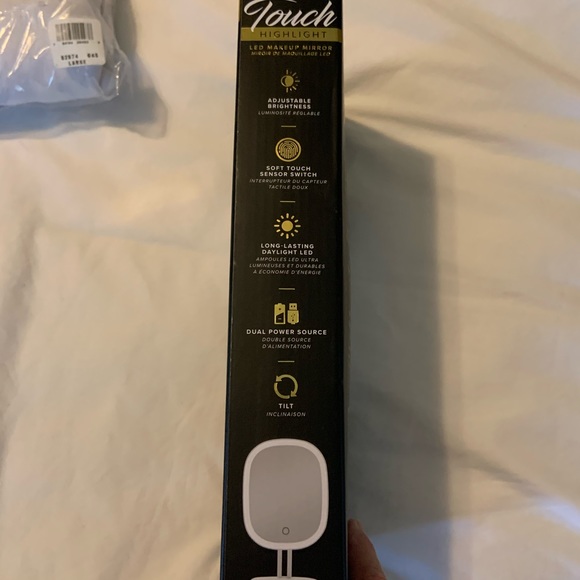 Touch
HIGHLIGHT
LED MAKEUP MIRROR
MIROIR DE MAQUILLAGE LED
ADJUSTABLE
BRIGHTNESS
LUMINOSITÉ RÉGLABLE
SOFT TOUCH
SENSOR SWITCH
INTERRUPTEUR DU CAPTEUR
TACTILE DOUX
LONG-LASTING
DAYLIGHT LED
AMPOULES LED ULTRA
LUMINEUSES ET DURABLES
À ÉCONOMIE D'ÉNERGIE
DUAL POWER SOURCE
DOUBLE SOURCE
D'ALIMENTATION
TILT
INCLINAISON
LARGE